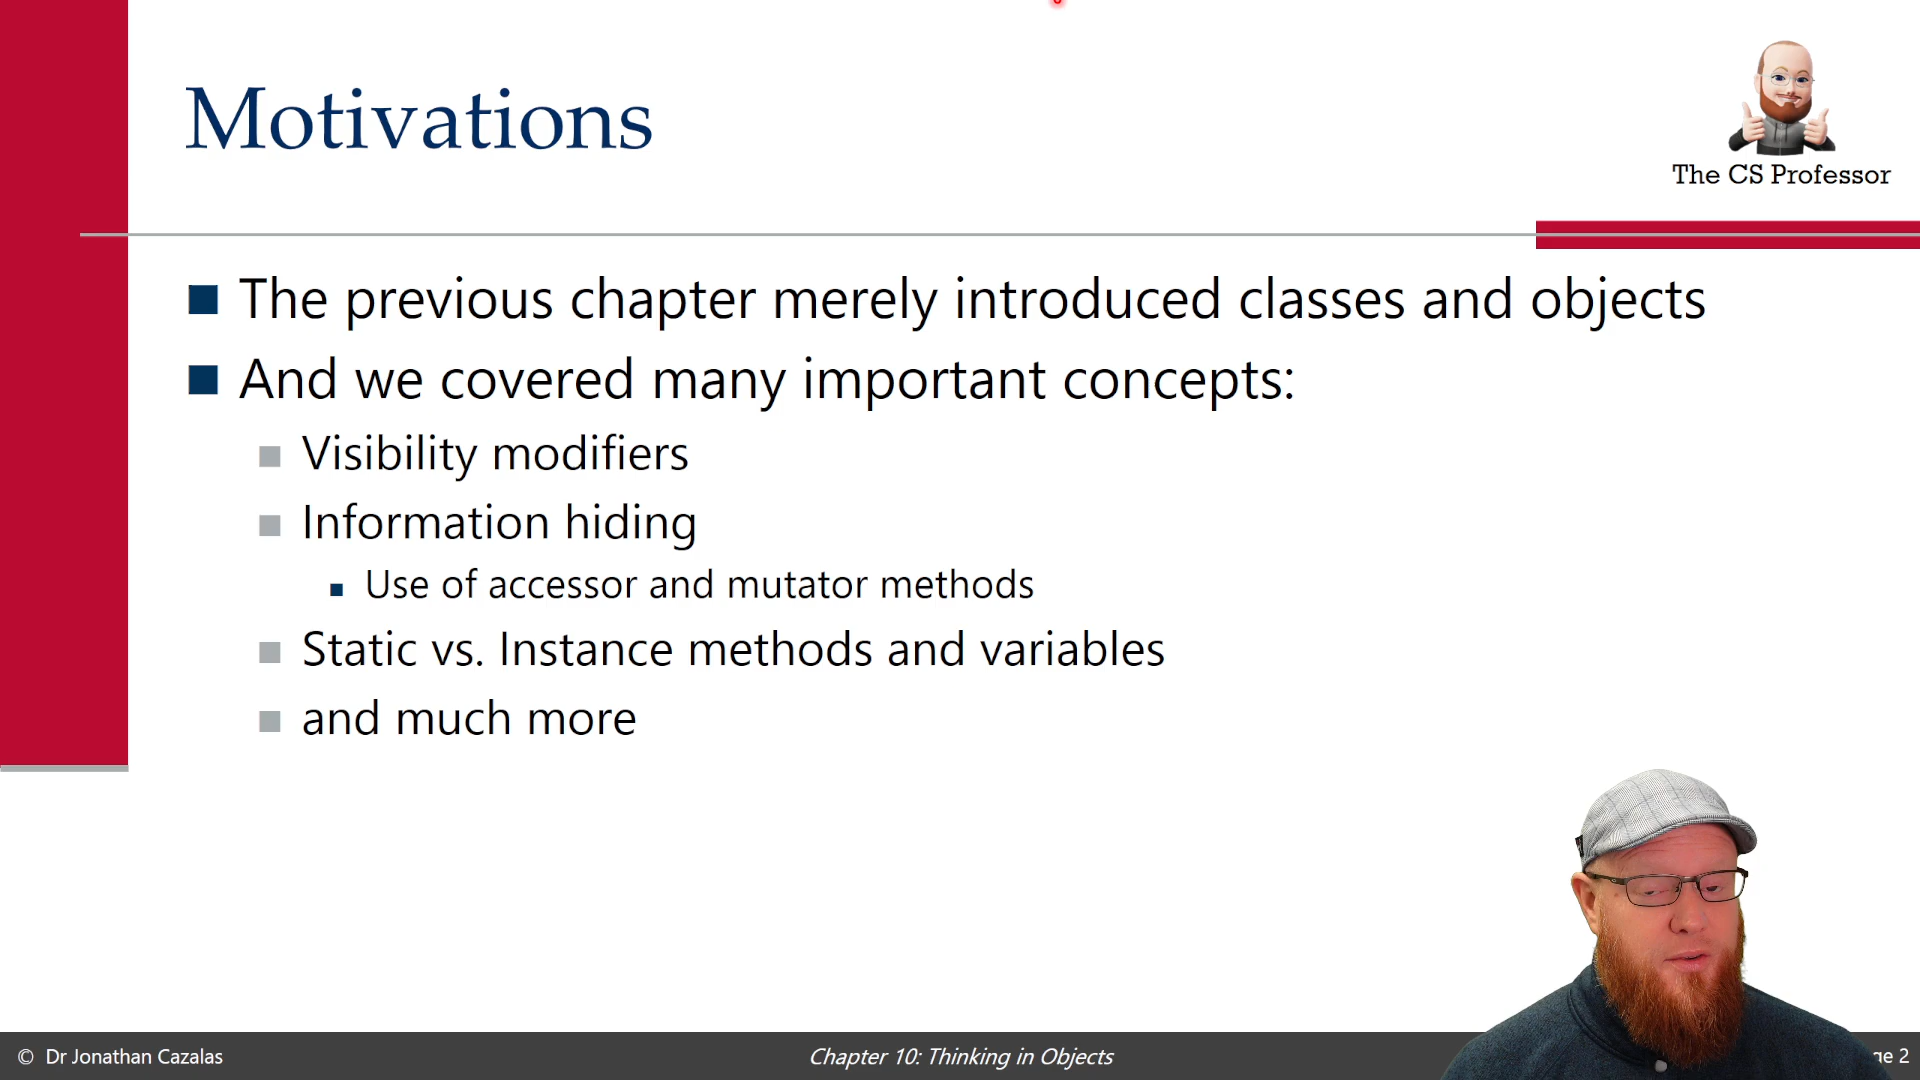 Motivations
The CS Professor
The previous chapter merely introduced classes and objects
And we covered many important concepts:
Visibility modifiers
Information hiding
Use of accessor and mutator methods
Static vs. Instance methods and variables
and much more
© Dr Jonathan Cazalas
Chapter 10: Thinking in Objects
ge 2